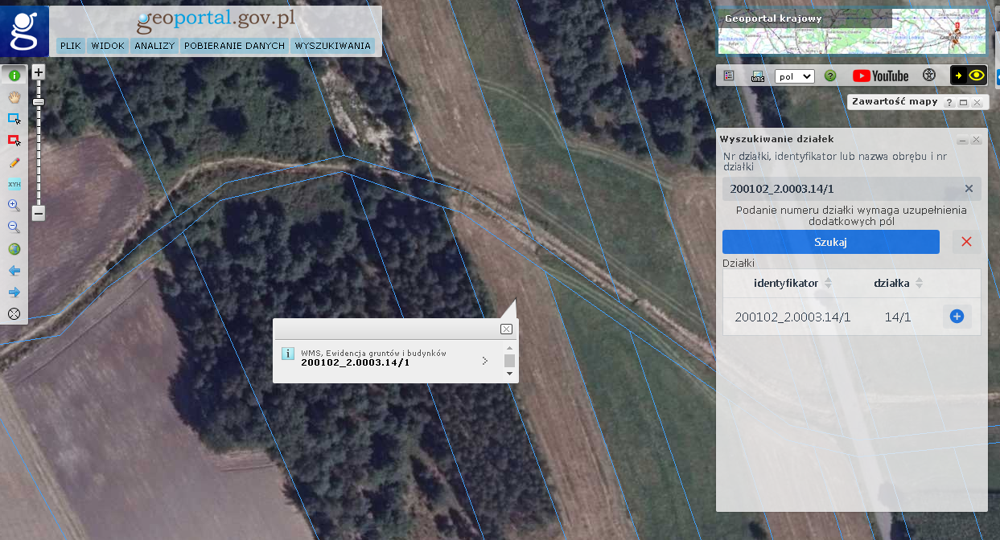 geoportal.gov.pl
PLIK WIDOK ANALIZY POBIERANIE DANYCH WYSZUKIWANIA
Geoportal krajowy
WMS
pol
?
YouTube
Zawartość mapy
?
i
XYH
Wyszukiwanie działek
Nr działki, identyfikator lub nazwa obrębu i nr
działki
200102_2.0003.14/1
Podanie numeru działki wymaga uzupełnienia
dodatkowych pól
Szukaj
Działki
identyfikator działka
200102_2.0003.14/1 14/1
i
WMS, Ewidencja gruntów i budynków
200102_2.0003.14/1